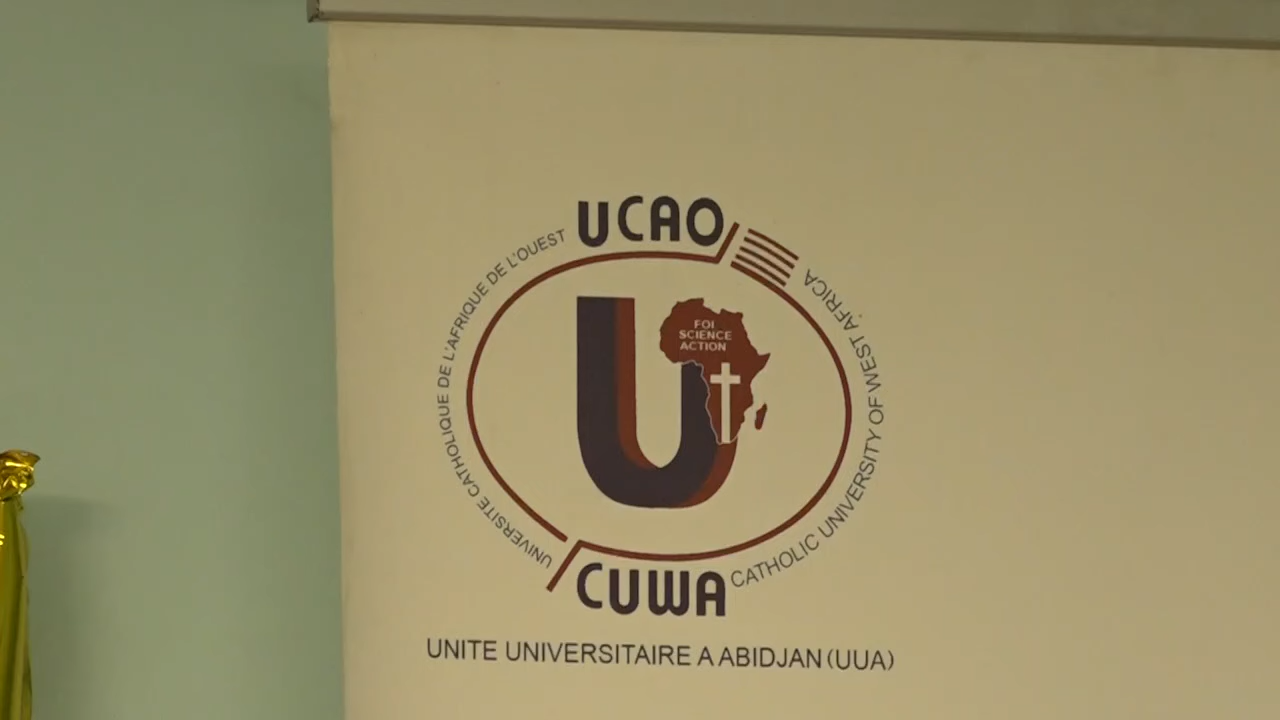 UCAO
UNIVERSITE CATHOLIQUE DE L'AFRIQUE DE L'OUEST
FOI
SCIENCE
ACTION
CATHOLIC UNIVERSITY OF WEST AFRICA
CUWA
UNITE UNIVERSITAIRE A ABIDJAN (UUA)